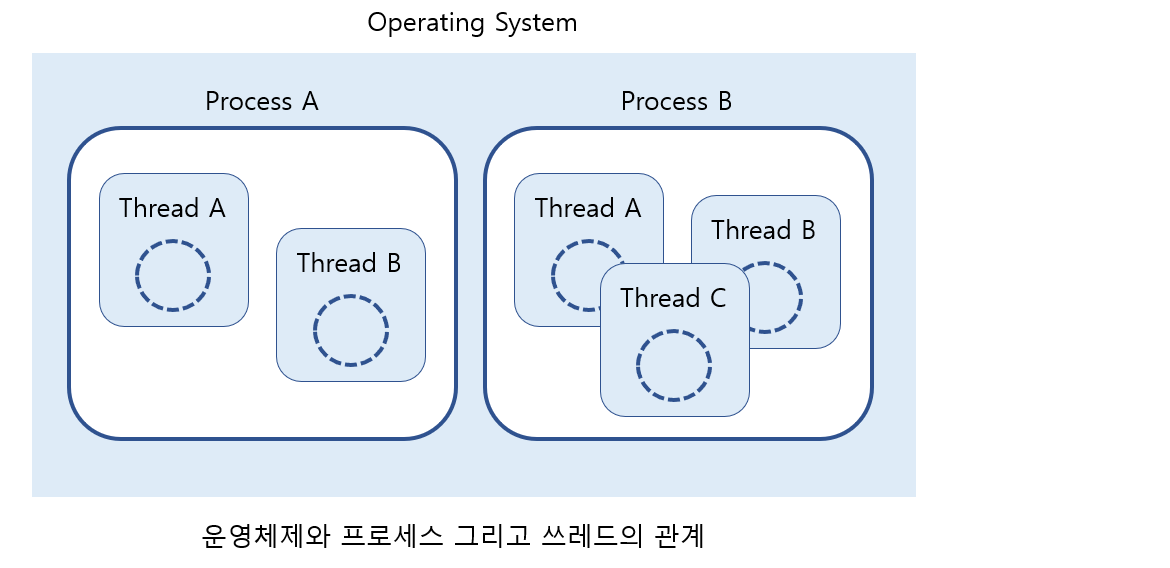 Operating System
Process A
Thread A
Thread B
Process B
Thread A
Thread B
Thread C
운영체제와 프로세스 그리고 쓰레드의 관계